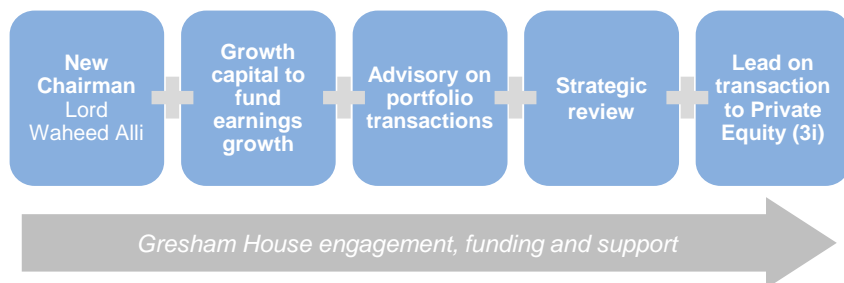 New
Chairman
Lord
Waheed Alli
Growth
capital to
fund
earnings
growth
Advisory on
portfolio
transactions
Strategic
review
Lead on
transaction
to Private
Equity (3i)
Gresham House engagement, funding and support